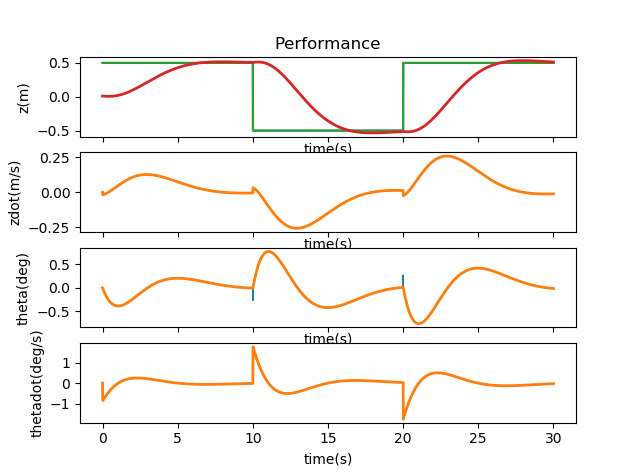 Performance
z(m)
0.5
0.0
−0.5
time(s)
zdot(m/s)
0.25
0.00
−0.25
time(s)
theta(deg)
0.5
0.0
−0.5
time(s)
thetadot(deg/s)
1
0
−1
0 5 10 15 20 25 30
time(s)